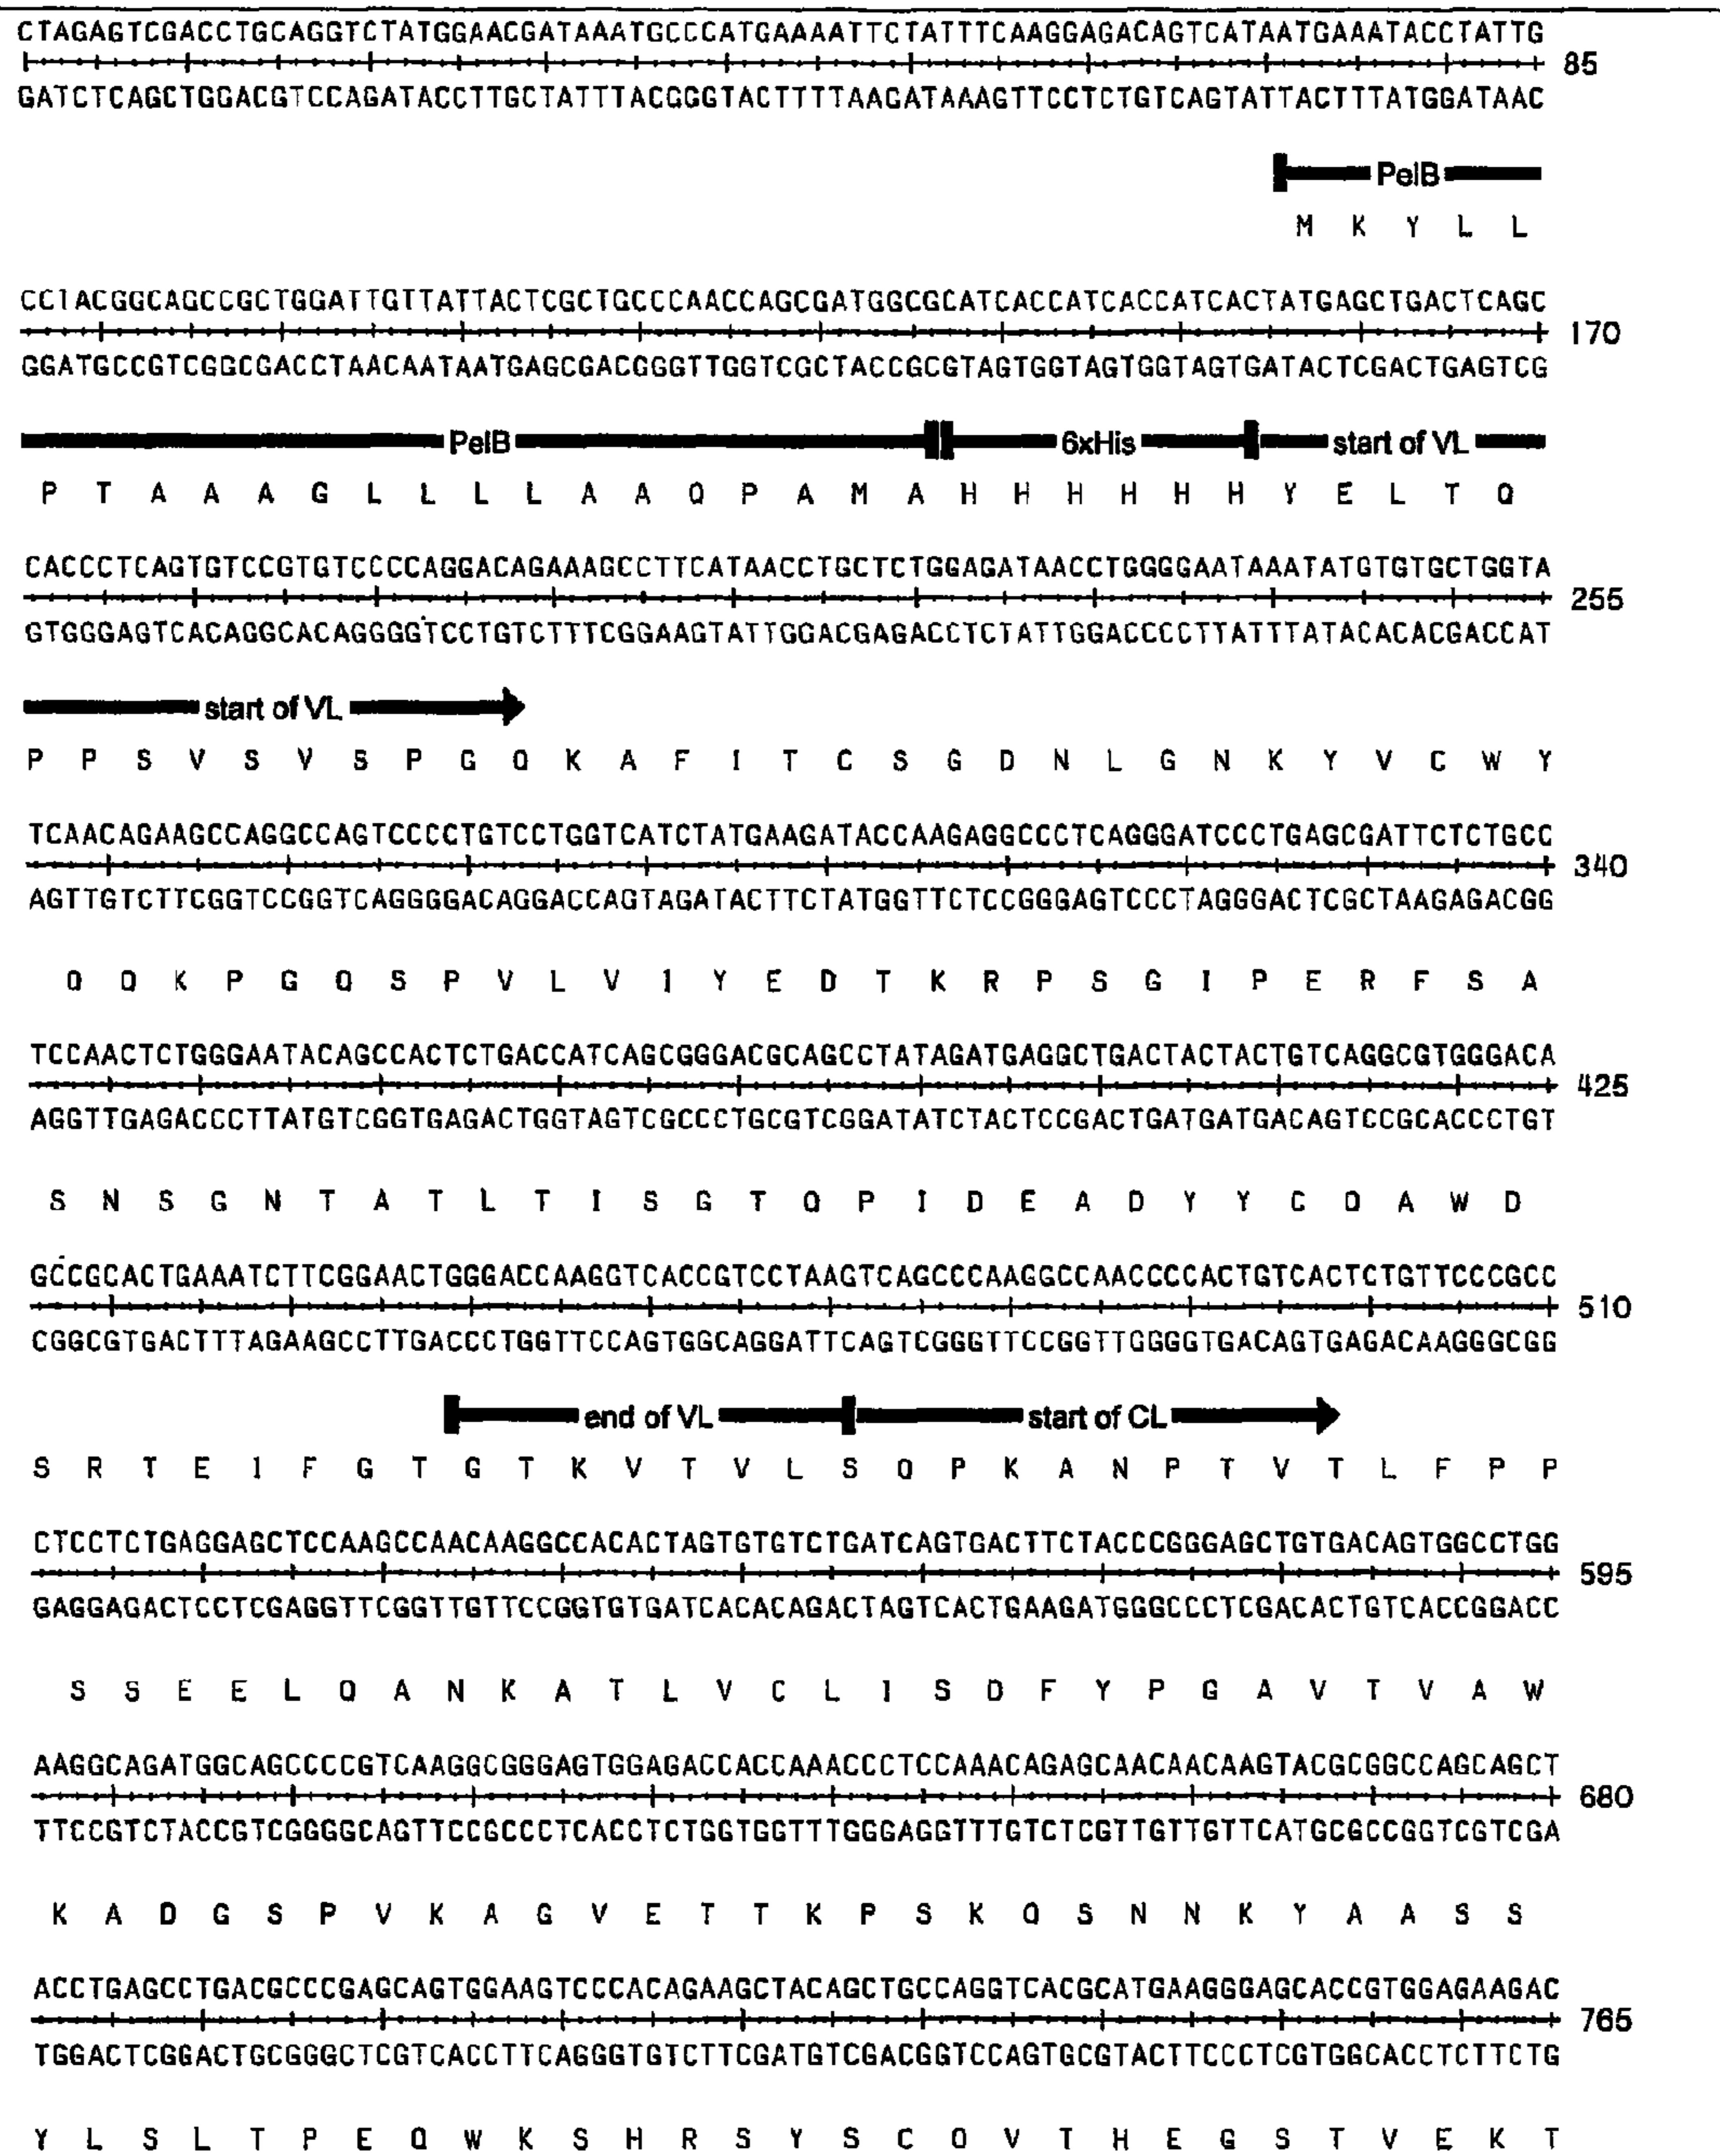 CTAGAGTCGACCTGCAGGTCTATGGAACGATAAATGCCCATGAAAATTCTATTTCAAGGAGACAGTCATAATGAAATACCTATTG
85
GATCTCAGCTGGACGTCCAGATACCTTGCTATTTACGGGTACTTTTAAGATAAAGTTCCTCTGTCAGTATTACTTTATGGATAAC
PelB
M K Y L L
CCTACGGCAGCCGCTGGATTGTTATTACTCGCTGCCCAACCAGCGATGGCGCATCACCATCACCATCACTATGAGCTGACTCAGC
170
GGATGCCGTCGGCGACCTAACAATAATGAGCGACGGGTTGGTCGCTACCGCGTAGTGGTAGTGGTAGTGATACTCGACTGAGTCG
PelB 6xHis start of VL
P T A A A G L L L L A A Q P A M A H H H H H H Y E L T Q
CACCCTCAGTGTCCGTGTCCCCAGGACAGAAAGCCTTCATAACCTGCTCTGGAGATAACCTGGGGAATAAATATGTGTGCTGGTA
255
GTGGGAGTCACAGGCACAGGGGTCCTGTCTTTCGGAAGTATTGGACGAGACCTCTATTGGACCCCTTATTTATACACACGACCAT
start of VL
P P S V S V S P G Q K A F I T C S G D N L G N K Y V C W Y
TCAACAGAAGCCAGGCCAGTCCCCTGTCCTGGTCATCTATGAAGATACCAAGAGGCCCTCAGGGATCCCTGAGCGATTCTCTGCC
340
AGTTGTCTTCGGTCCGGTCAGGGGACAGGACCAGTAGATACTTCTATGGTTCTCCGGGAGTCCCTAGGGACTCGCTAAGAGACGG
Q Q K P G Q S P V L V I Y E D T K R P S G I P E R F S A
TCCAACTCTGGGAATACAGCCACTCTGACCATCAGCGGGACGCAGCCTATAGATGAGGCTGACTACTACTGTCAGGCGTGGGACA
425
AGGTTGAGACCCTTATGTCGGTGAGACTGGTAGTCGCCCTGCGTCGGATATCTACTCCGACTGATGATGACAGTCCGCACCCTGT
S N S G N T A T L T I S G T Q P I D E A D Y Y C Q A W D
GCCGCACTGAAATCTTCGGAACTGGGACCAAGGTCACCGTCCTAAGTCAGCCCAAGGCCAACCCCACTGTCACTCTGTTCCCGCC
510
CGGCGTGACTTTAGAAGCCTTGACCCTGGTTCCAGTGGCAGGATTCAGTCGGGTTCCGGTTGGGGTGACAGTGAGACAAGGGCGG
end of VL start of CL
S R T E I F G T G T K V T V L S Q P K A N P T V T L F P P
CTCCTCTGAGGAGCTCCAAGCCAACAAGGCCACACTAGTGTGTCTGATCAGTGACTTCTACCCGGGAGCTGTGACAGTGGCCTGG
595
GAGGAGACTCCTCGAGGTTCGGTTGTTCCGGTGTGATCACACAGACTAGTCACTGAAGATGGGCCCTCGACACTGTCACCGGACC
S S E E L Q A N K A T L V C L I S D F Y P G A V T V A W
AAGGCAGATGGCAGCCCCGTCAAGGCGGGAGTGGAGACCACCAAACCCTCCAAACAGAGCAACAACAAGTACGCGGCCAGCAGCT
680
TTCCGTCTACCGTCGGGGCAGTTCCGCCCTCACCTCTGGTGGTTTGGGAGGTTTGTCTCGTTGTTGTTCATGCGCCGGTCGTCGA
K A D G S P V K A G V E T T K P S K Q S N N K Y A A S S
ACCTGAGCCTGACGCCCGAGCAGTGGAAGTCCCACAGAAGCTACAGCTGCCAGGTCACGCATGAAGGGAGCACCGTGGAGAAGAC
765
TGGACTCGGACTGCGGGCTCGTCACCTTCAGGGTGTCTTCGATGTCGACGGTCCAGTGCGTACTTCCCTCGTGGCACCTCTTCTG
Y L S L T P E Q W K S H R S Y S C Q V T H E G S T V E K T